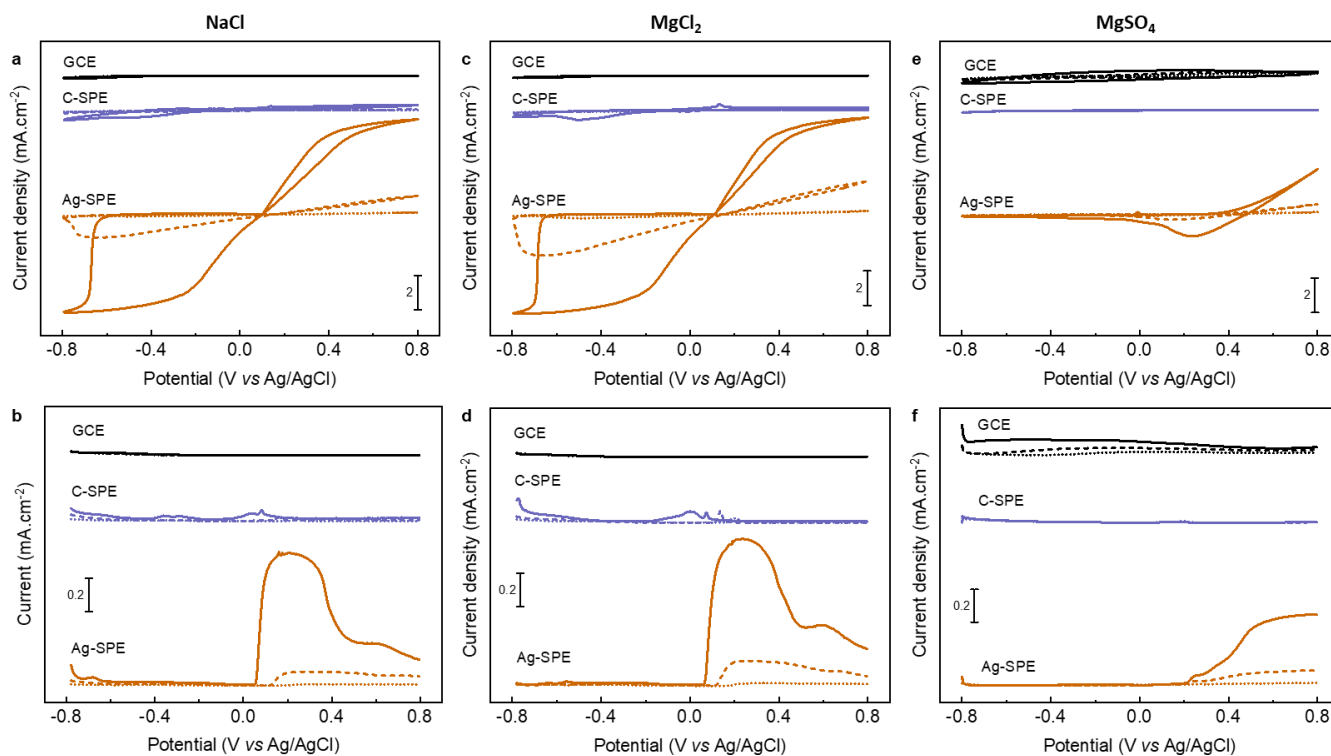 NaCl
MgCl₂
MgSO₄
a
GCE
C-SPE
Ag-SPE
2
Current density (mA.cm⁻²)
-0.8 -0.4 0.0 0.4 0.8
Potential (V vs Ag/AgCl)
c
GCE
C-SPE
Ag-SPE
2
Current density (mA.cm⁻²)
-0.8 -0.4 0.0 0.4 0.8
Potential (V vs Ag/AgCl)
e
GCE
C-SPE
Ag-SPE
2
Current density (mA.cm⁻²)
-0.8 -0.4 0.0 0.4 0.8
Potential (V vs Ag/AgCl)
b
GCE
C-SPE
0.2
Ag-SPE
Current (mA.cm⁻²)
-0.8 -0.4 0.0 0.4 0.8
Potential (V vs Ag/AgCl)
d
GCE
C-SPE
0.2
Ag-SPE
Current density (mA.cm⁻²)
-0.8 -0.4 0.0 0.4 0.8
Potential (V vs Ag/AgCl)
f
GCE
C-SPE
0.2
Ag-SPE
Current density (mA.cm⁻²)
-0.8 -0.4 0.0 0.4 0.8
Potential (V vs Ag/AgCl)